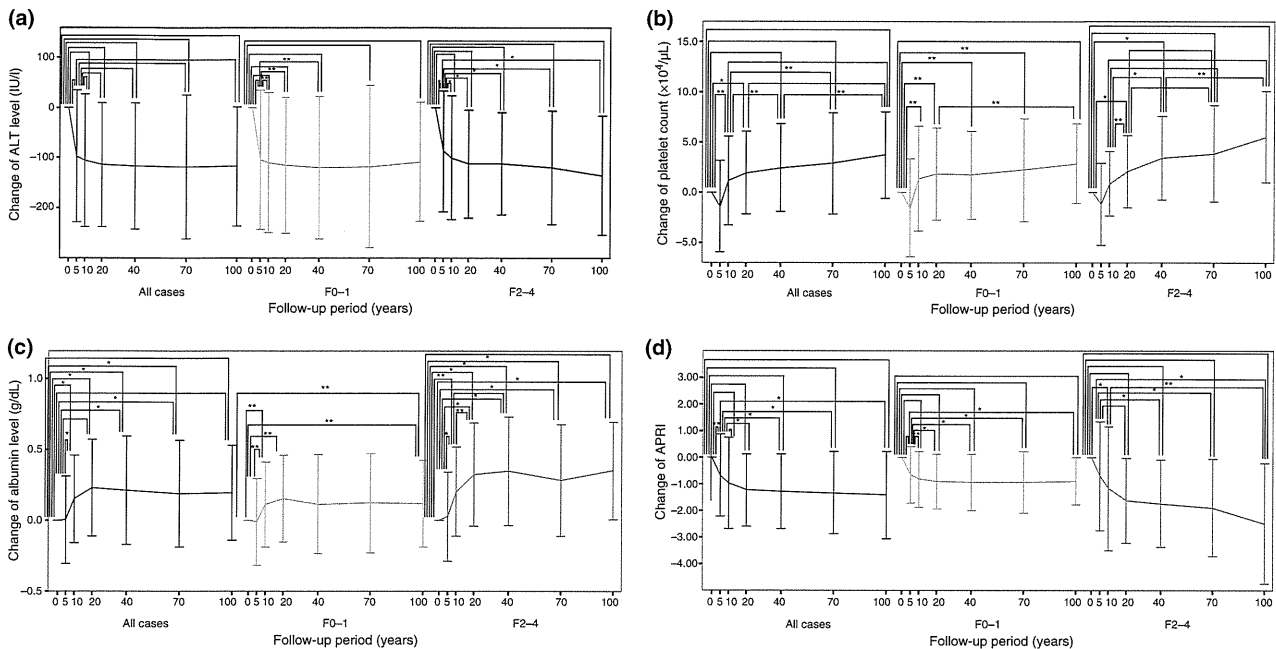 (a)
Change of ALT level (IU/l)
100
0
−100
−200
0 5 10 20 40 70 100
0 5 10 20 40 70 100
0 5 10 20 40 70 100
All cases
F0–1
F2–4
Follow-up period (years)
(b)
Change of platelet count (×10⁴/μL)
15.0
10.0
5.0
0.0
−5.0
0 5 10 20 40 70 100
0 5 10 20 40 70 100
0 5 10 20 40 70 100
All cases
F0–1
F2–4
Follow-up period (years)
(c)
Change of albumin level (g/dL)
1.0
0.5
0.0
−0.5
0 5 10 20 40 70 100
0 5 10 20 40 70 100
0 5 10 20 40 70 100
All cases
F0–1
F2–4
Follow-up period (years)
(d)
Change of APRI
3.00
2.00
1.00
0.00
−1.00
−2.00
−3.00
−4.00
0 5 10 20 40 70 100
0 5 10 20 40 70 100
0 5 10 20 40 70 100
All cases
F0–1
F2–4
Follow-up period (years)